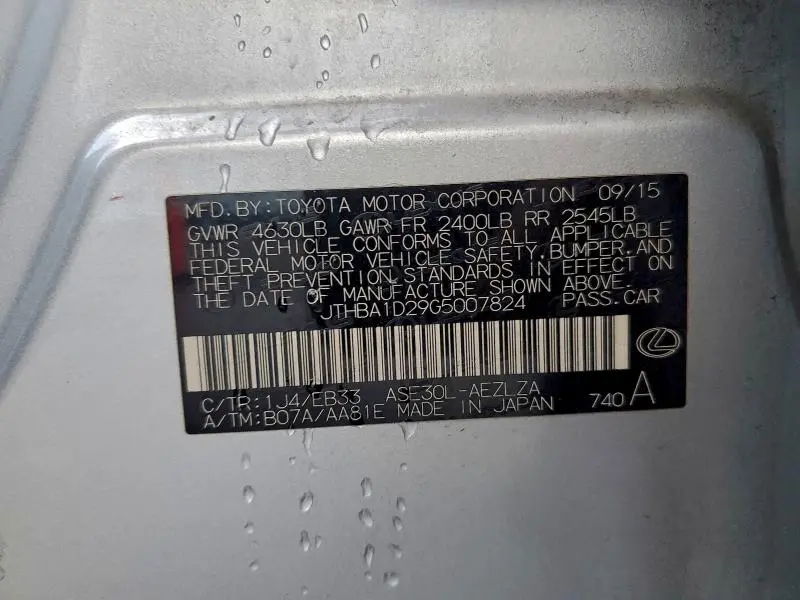 MFD. BY: TOYOTA MOTOR CORPORATION 09/15
GVWR 4630LB GAWR FR 2400LB RR 2545LB
THIS VEHICLE CONFORMS TO ALL APPLICABLE
FEDERAL MOTOR VEHICLE SAFETY, BUMPER, AND
THEFT PREVENTION STANDARDS IN EFFECT ON
THE DATE OF MANUFACTURE SHOWN ABOVE.
JTHBA1D29G5007824 PASS. CAR
C/TR: 1J4/EB33 ASE30L-AEZLZA
A/TM: B07A/AA81E MADE IN JAPAN 740 A